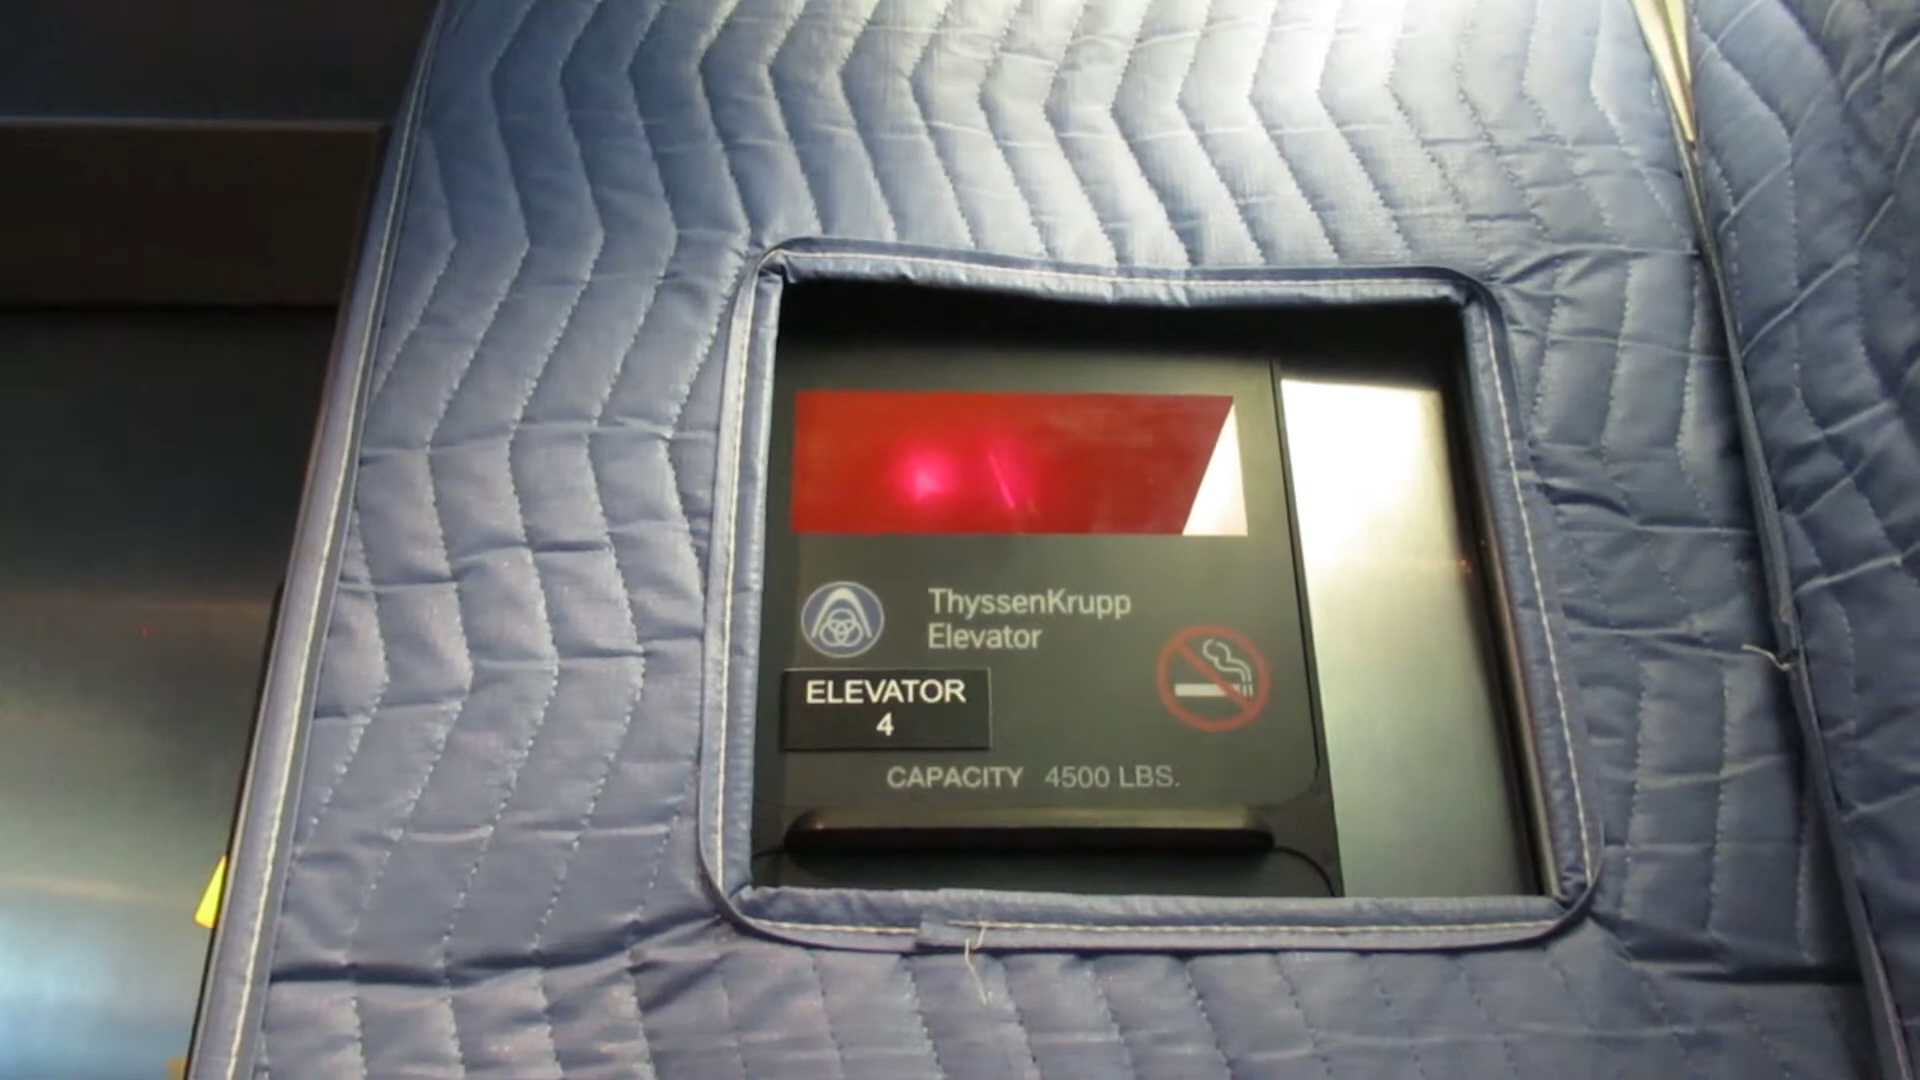 ThyssenKrupp
Elevator
ELEVATOR
4
CAPACITY 4500 LBS.